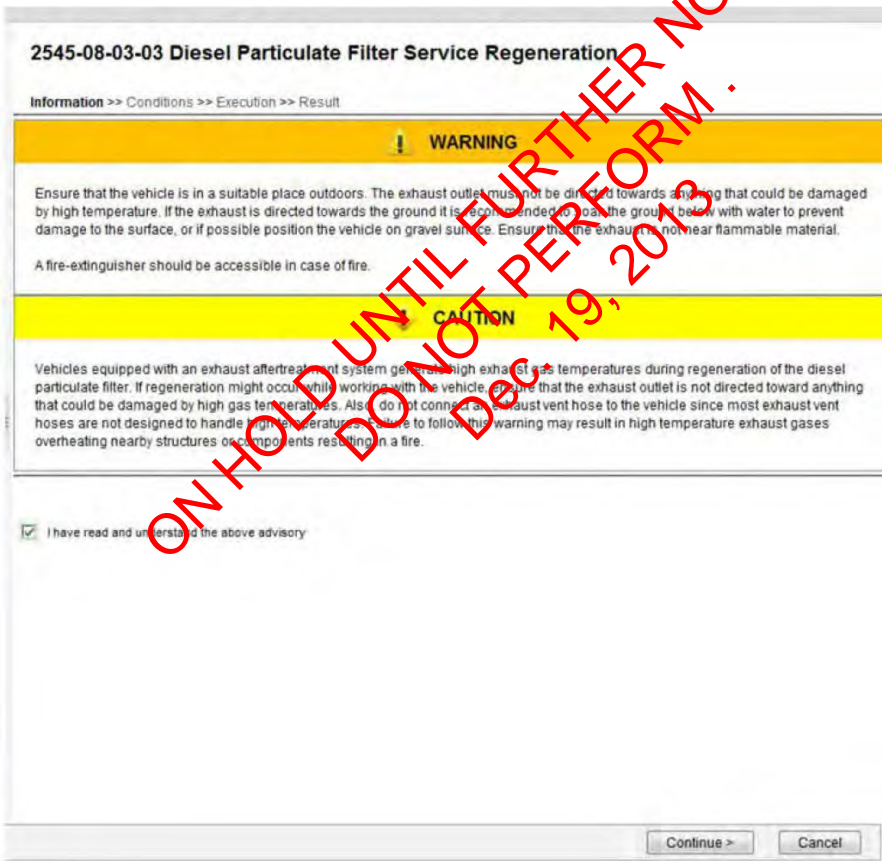 2545-08-03-03 Diesel Particulate Filter Service Regeneration
Information >> Conditions >> Execution >> Result
WARNING
Ensure that the vehicle is in a suitable place outdoors. The exhaust outlet must not be directed towards anything that could be damaged
by high temperature. If the exhaust is directed towards the ground it is recommended to soak the ground below with water to prevent
damage to the surface, or if possible position the vehicle on gravel surface. Ensure that the exhaust is not near flammable material.
A fire-extinguisher should be accessible in case of fire.
CAUTION
Vehicles equipped with an exhaust aftertreatment system generate high exhaust gas temperatures during regeneration of the diesel
particulate filter. If regeneration might occur while working with the vehicle, ensure that the exhaust outlet is not directed toward anything
that could be damaged by high gas temperatures. Also do not connect an exhaust vent hose to the vehicle since most exhaust vent
hoses are not designed to handle high temperatures. Failure to follow this warning may result in high temperature exhaust gases
overheating nearby structures or components resulting in a fire.
I have read and understand the above advisory
Continue >
Cancel
ON HOLD UNTIL FURTHER NO
DO NOT PERFORM .
Dec. 19, 2013